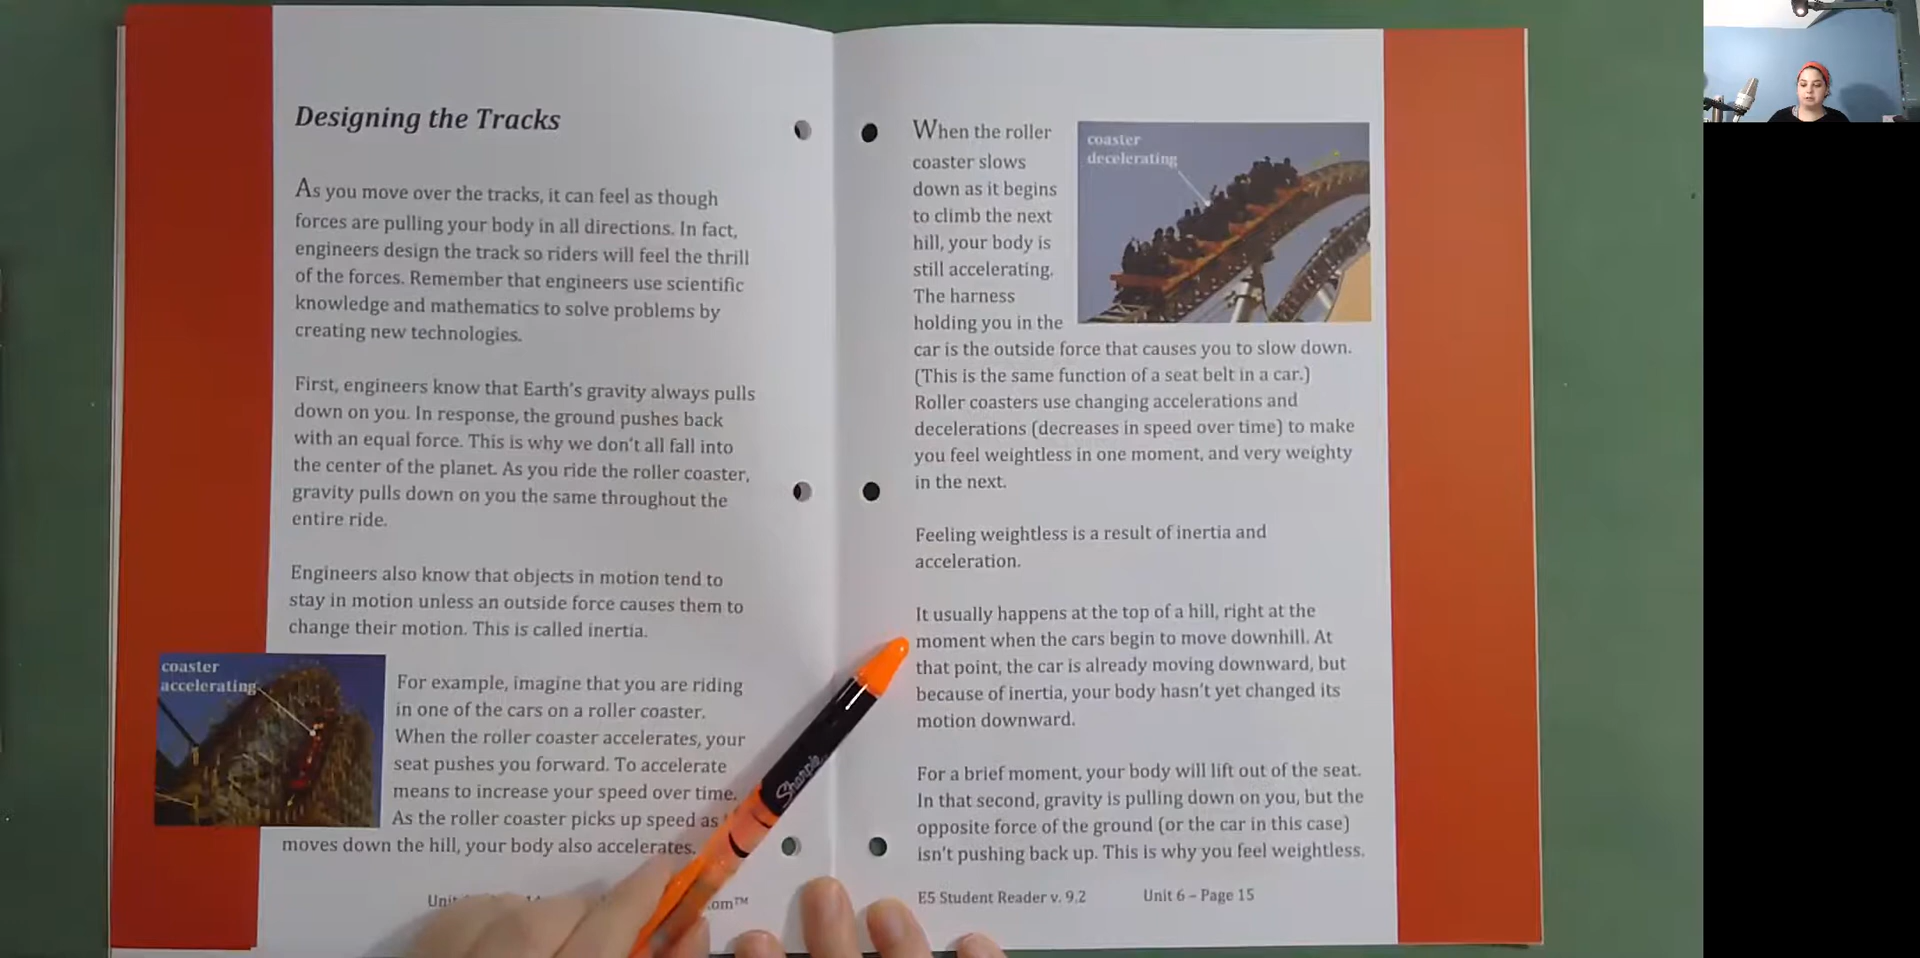 Designing the Tracks
As you move over the tracks, it can feel as though
forces are pulling your body in all directions. In fact,
engineers design the track so riders will feel the thrill
of the forces. Remember that engineers use scientific
knowledge and mathematics to solve problems by
creating new technologies.
First, engineers know that Earth's gravity always pulls
down on you. In response, the ground pushes back
with an equal force. This is why we don't all fall into
the center of the planet. As you ride the roller coaster,
gravity pulls down on you the same throughout the
entire ride.
Engineers also know that objects in motion tend to
stay in motion unless an outside force causes them to
change their motion. This is called inertia.
coaster
accelerating
For example, imagine that you are riding
in one of the cars on a roller coaster.
When the roller coaster accelerates, your
seat pushes you forward. To accelerate
means to increase your speed over time.
As the roller coaster picks up speed as
moves down the hill, your body also accelerates.
om™
When the roller
coaster slows
down as it begins
to climb the next
hill, your body is
still accelerating.
The harness
holding you in the
coaster
decelerating
car is the outside force that causes you to slow down.
(This is the same function of a seat belt in a car.)
Roller coasters use changing accelerations and
decelerations (decreases in speed over time) to make
you feel weightless in one moment, and very weighty
in the next.
Feeling weightless is a result of inertia and
acceleration.
It usually happens at the top of a hill, right at the
moment when the cars begin to move downhill. At
that point, the car is already moving downward, but
because of inertia, your body hasn't yet changed its
motion downward.
For a brief moment, your body will lift out of the seat.
In that second, gravity is pulling down on you, but the
opposite force of the ground (or the car in this case)
isn't pushing back up. This is why you feel weightless.
E5 Student Reader v. 9.2 Unit 6 – Page 15
Sharpie